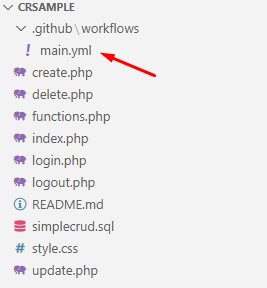 CRSAMPLE
.github\workflows
! main.yml
create.php
delete.php
functions.php
index.php
login.php
logout.php
README.md
simplecrud.sql
# style.css
update.php